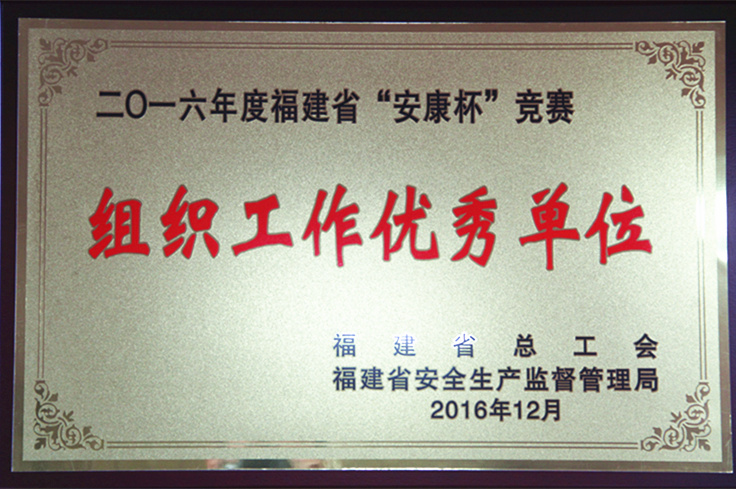 二〇一六年度福建省“安康杯”竞赛
组织工作优秀单位
福建省总工会
福建省安全生产监督管理局
2016年12月